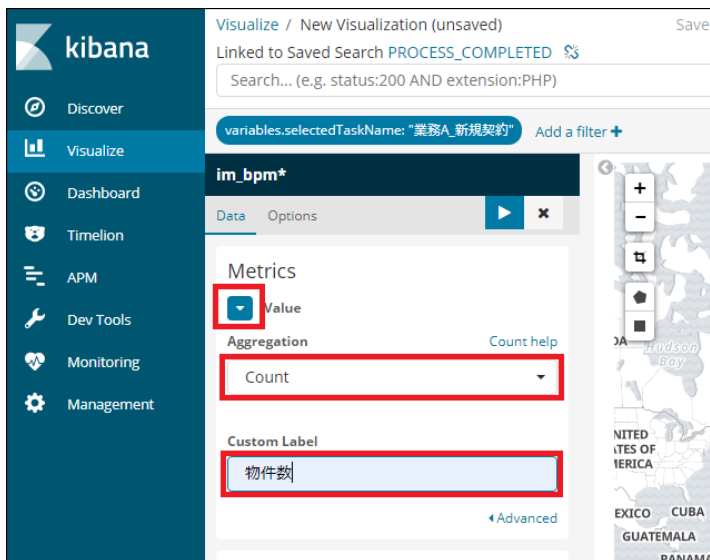 kibana
Discover
Visualize
Dashboard
Timelion
APM
Dev Tools
Monitoring
Management
Visualize / New Visualization (unsaved)
Save
Linked to Saved Search PROCESS_COMPLETED
Search... (e.g. status:200 AND extension:PHP)
variables.selectedTaskName: "業務A_新規契約"
Add a filter +
im_bpm*
Data Options
Metrics
Value
Aggregation Count help
Count
Custom Label
物件数
Advanced
+
−
DA
Hudson
Bay
NITED
TES OF
MERICA
EXICO CUBA
GUATEMALA
PANAMA